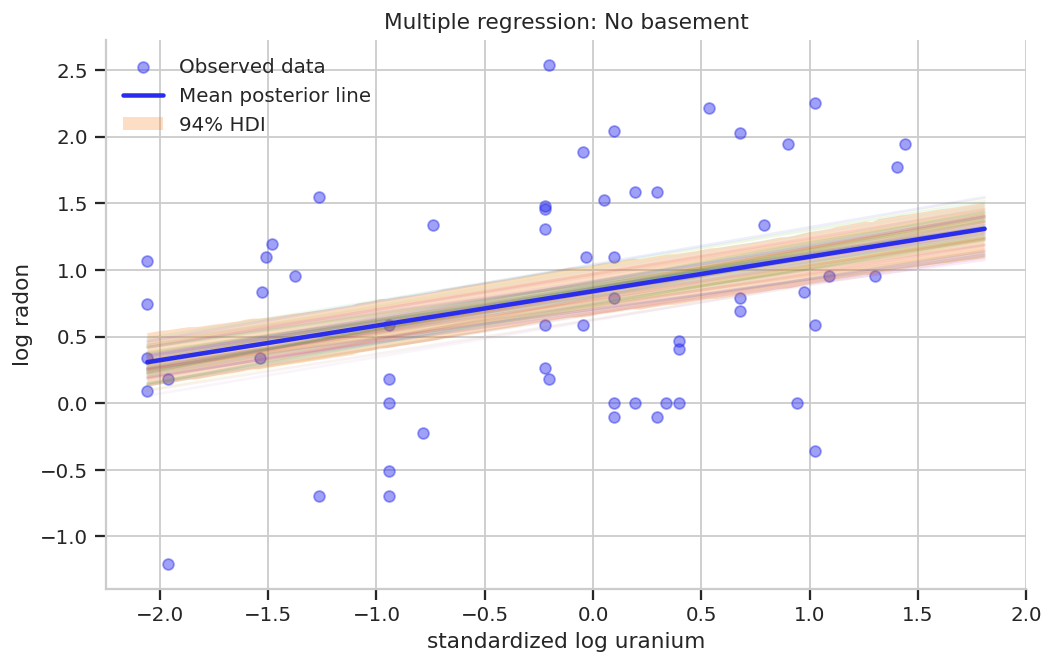 Multiple regression: No basement
Observed data
Mean posterior line
94% HDI
log radon
2.5
2.0
1.5
1.0
0.5
0.0
−0.5
−1.0
−2.0 −1.5 −1.0 −0.5 0.0 0.5 1.0 1.5 2.0
standardized log uranium